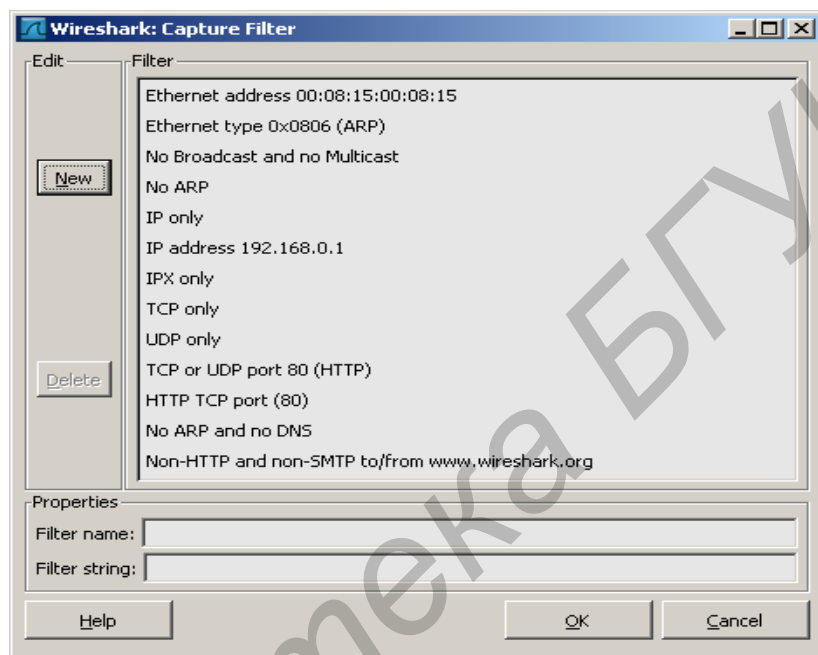 Wireshark: Capture Filter
Edit
Filter
Ethernet address 00:08:15:00:08:15
Ethernet type 0x0806 (ARP)
No Broadcast and no Multicast
New
No ARP
IP only
IP address 192.168.0.1
IPX only
TCP only
UDP only
TCP or UDP port 80 (HTTP)
Delete
HTTP TCP port (80)
No ARP and no DNS
Non-HTTP and non-SMTP to/from www.wireshark.org
Properties
Filter name:
Filter string:
Help
OK
Cancel